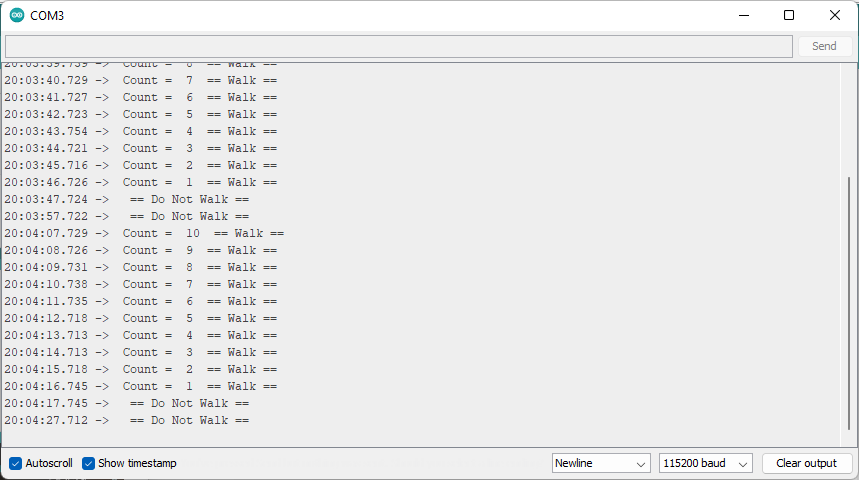 COM3
Send
20:03:39.739 ->  Count =  8  == Walk ==
20:03:40.729 ->  Count =  7  == Walk ==
20:03:41.727 ->  Count =  6  == Walk ==
20:03:42.723 ->  Count =  5  == Walk ==
20:03:43.754 ->  Count =  4  == Walk ==
20:03:44.721 ->  Count =  3  == Walk ==
20:03:45.716 ->  Count =  2  == Walk ==
20:03:46.726 ->  Count =  1  == Walk ==
20:03:47.724 ->   == Do Not Walk ==
20:03:57.722 ->   == Do Not Walk ==
20:04:07.729 ->  Count =  10  == Walk ==
20:04:08.726 ->  Count =  9  == Walk ==
20:04:09.731 ->  Count =  8  == Walk ==
20:04:10.738 ->  Count =  7  == Walk ==
20:04:11.735 ->  Count =  6  == Walk ==
20:04:12.718 ->  Count =  5  == Walk ==
20:04:13.713 ->  Count =  4  == Walk ==
20:04:14.713 ->  Count =  3  == Walk ==
20:04:15.718 ->  Count =  2  == Walk ==
20:04:16.745 ->  Count =  1  == Walk ==
20:04:17.745 ->   == Do Not Walk ==
20:04:27.712 ->   == Do Not Walk ==
Autoscroll Show timestamp Newline 115200 baud Clear output